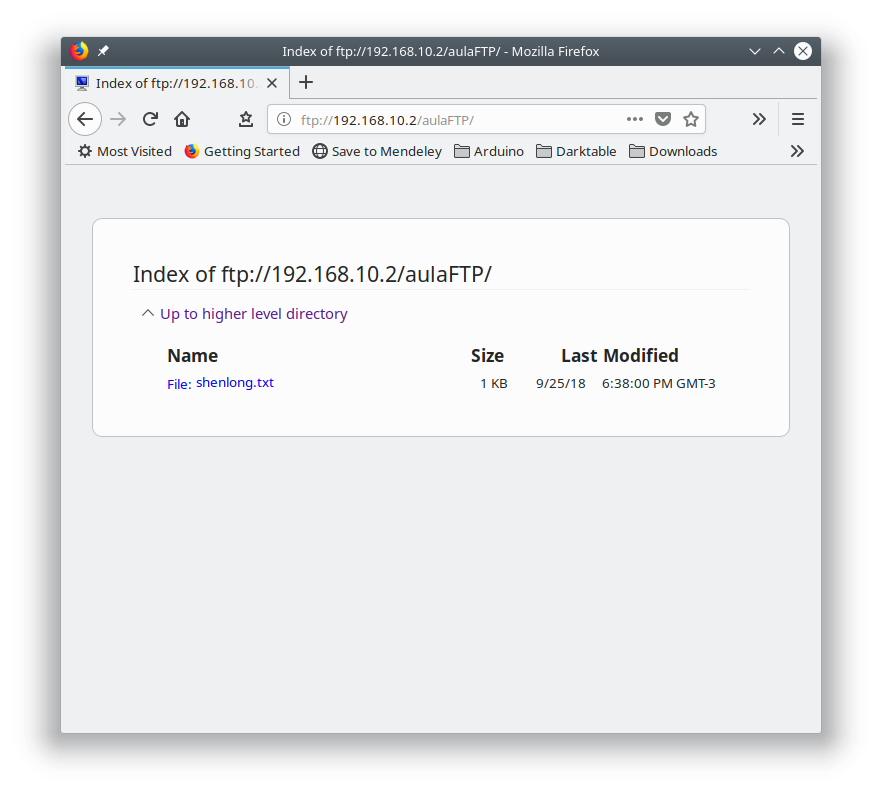 Index of ftp://192.168.10.2/aulaFTP/ - Mozilla Firefox
Index of ftp://192.168.10.
ftp://192.168.10.2/aulaFTP/
Most Visited Getting Started Save to Mendeley Arduino Darktable Downloads
Index of ftp://192.168.10.2/aulaFTP/
Up to higher level directory
Name Size Last Modified
File: shenlong.txt 1 KB 9/25/18 6:38:00 PM GMT-3